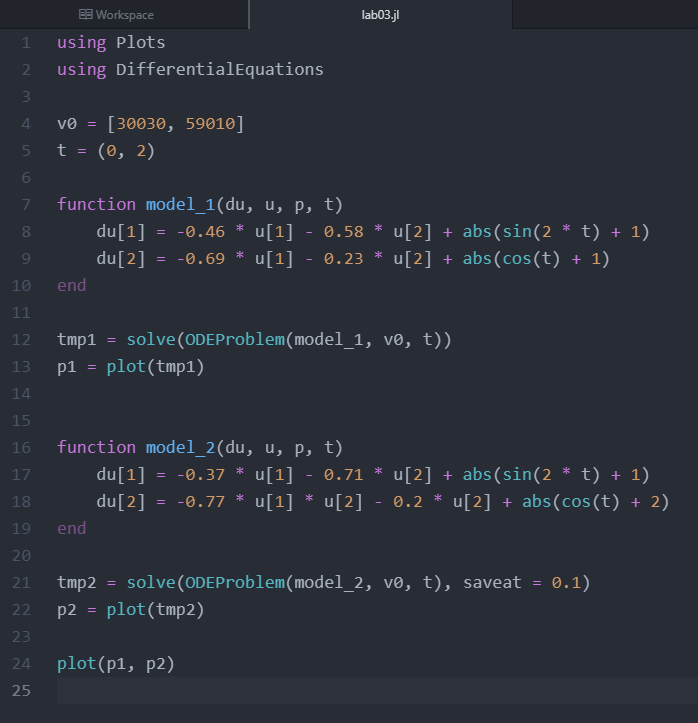 Workspace lab03.jl
1 using Plots
2 using DifferentialEquations
3
4 v0 = [30030, 59010]
5 t = (0, 2)
6
7 function model_1(du, u, p, t)
8     du[1] = -0.46 * u[1] - 0.58 * u[2] + abs(sin(2 * t) + 1)
9     du[2] = -0.69 * u[1] - 0.23 * u[2] + abs(cos(t) + 1)
10 end
11
12 tmp1 = solve(ODEProblem(model_1, v0, t))
13 p1 = plot(tmp1)
14
15
16 function model_2(du, u, p, t)
17     du[1] = -0.37 * u[1] - 0.71 * u[2] + abs(sin(2 * t) + 1)
18     du[2] = -0.77 * u[1] * u[2] - 0.2 * u[2] + abs(cos(t) + 2)
19 end
20
21 tmp2 = solve(ODEProblem(model_2, v0, t), saveat = 0.1)
22 p2 = plot(tmp2)
23
24 plot(p1, p2)
25